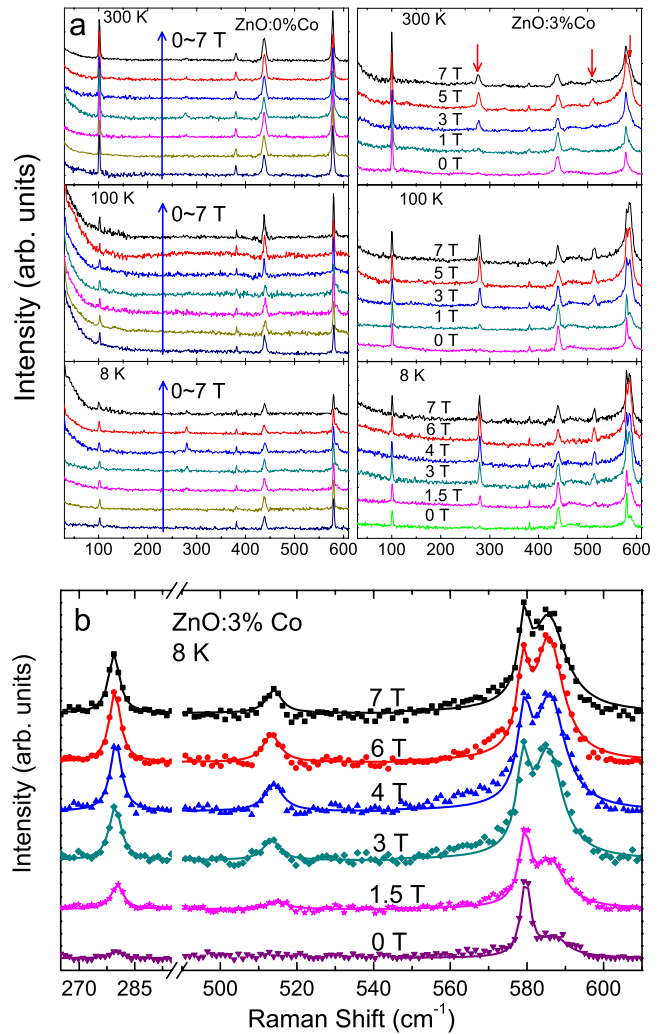 a
300 K
ZnO:0%Co
0~7 T
300 K
ZnO:3%Co
7 T
5 T
3 T
1 T
0 T
100 K
0~7 T
100 K
7 T
5 T
3 T
1 T
0 T
8 K
0~7 T
8 K
7 T
6 T
4 T
3 T
1.5 T
0 T
100 200 300 400 500 600
100 200 300 400 500 600
Intensity (arb. units)
b
ZnO:3% Co
8 K
7 T
6 T
4 T
3 T
1.5 T
0 T
Intensity (arb. units)
270 285 500 520 540 560 580 600
Raman Shift (cm-1)